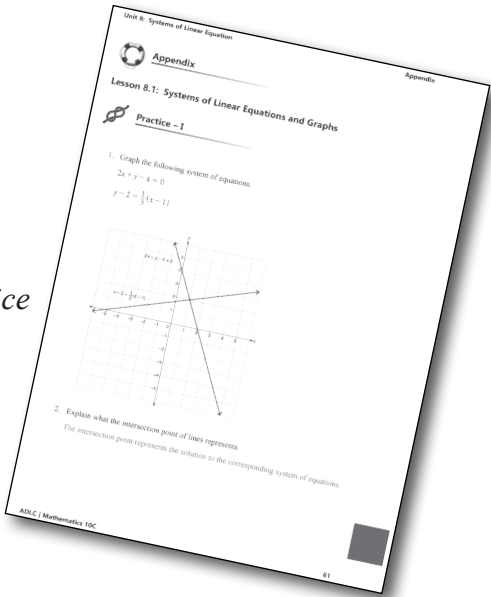 Unit 8: Systems of Linear Equation
Appendix
Appendix
Lesson 8.1: Systems of Linear Equations and Graphs
Practice – I
1. Graph the following system of equations
2x + y – 4 = 0
y – 2 = 1/3 (x – 1)
2x + y – 4 = 0
y – 2 = 1/3 (x – 1)
ice
2. Explain what the intersection point of lines represents
The intersection point represents the solution to the corresponding system of equations
ADLC | Mathematics 10C
61